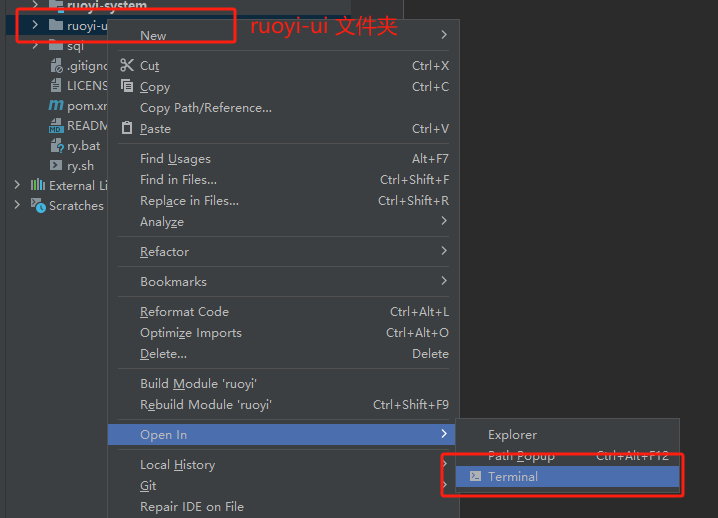 ruoyi-system
ruoyi-u
ruoyi-ui 文件夹
sql
.gitigno
LICENS
pom.xm
READM
ry.bat
ry.sh
External Li
Scratches
New
Cut Ctrl+X
Copy Ctrl+C
Copy Path/Reference...
Paste Ctrl+V
Find Usages Alt+F7
Find in Files... Ctrl+Shift+F
Replace in Files... Ctrl+Shift+R
Analyze
Refactor
Bookmarks
Reformat Code Ctrl+Alt+L
Optimize Imports Ctrl+Alt+O
Delete... Delete
Build Module 'ruoyi'
Rebuild Module 'ruoyi' Ctrl+Shift+F9
Open In
Local History
Git
Repair IDE on File
Explorer
Path Popup Ctrl+Alt+F12
Terminal